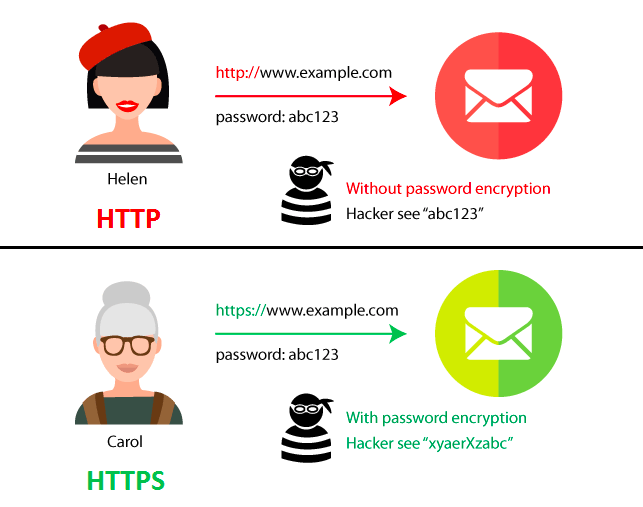 http://www.example.com
password: abc123
Helen
HTTP
Without password encryption
Hacker see “abc123”
https://www.example.com
password: abc123
Carol
HTTPS
With password encryption
Hacker see “xyaerXzabc”